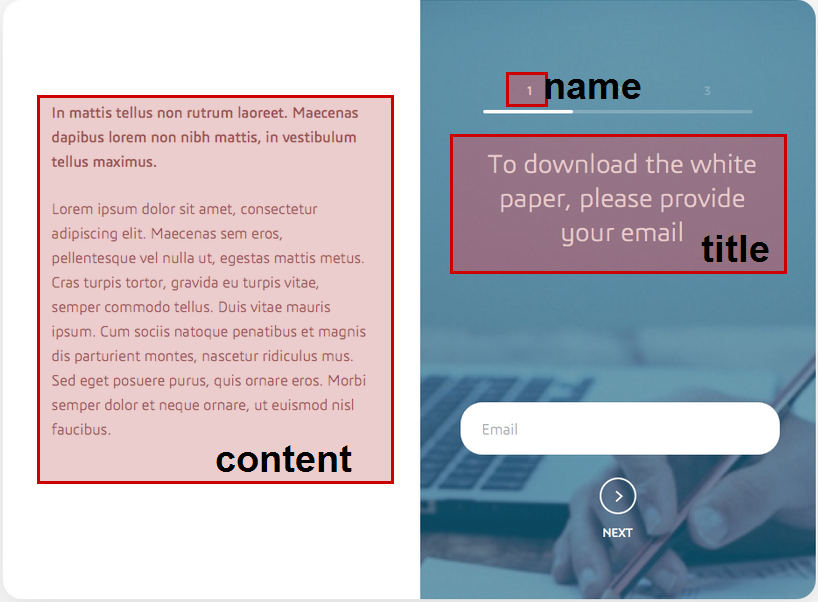 In mattis tellus non rutrum laoreet. Maecenas
dapibus lorem non nibh mattis, in vestibulum
tellus maximus.
Lorem ipsum dolor sit amet, consectetur
adipiscing elit. Maecenas sem eros,
pellentesque vel nulla ut, egestas mattis metus.
Cras turpis tortor, gravida eu turpis vitae,
semper commodo tellus. Duis vitae mauris
ipsum. Cum sociis natoque penatibus et magnis
dis parturient montes, nascetur ridiculus mus.
Sed eget posuere purus, quis ornare eros. Morbi
semper dolor et neque ornare, ut euismod nisl
faucibus.
content
1 name 3
To download the white
paper, please provide
your email
title
Email
NEXT